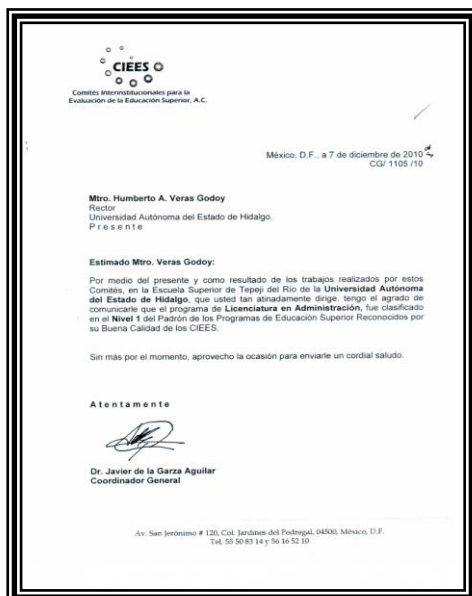 CIEES
Comités Interinstitucionales para la
Evaluación de la Educación Superior, A.C.
México, D.F., a 7 de diciembre de 2010
CG/ 1105 /10
Mtro. Humberto A. Veras Godoy
Rector
Universidad Autónoma del Estado de Hidalgo.
P r e s e n t e
Estimado Mtro. Veras Godoy:
Por medio del presente y como resultado de los trabajos realizados por estos
Comités, en la Escuela Superior de Tepeji del Río de la Universidad Autónoma
del Estado de Hidalgo, que usted tan atinadamente dirige, tengo el agrado de
comunicarle que el programa de Licenciatura en Administración, fue clasificado
en el Nivel 1 del Padrón de los Programas de Educación Superior Reconocidos por
su Buena Calidad de los CIEES.
Sin más por el momento, aprovecho la ocasión para enviarle un cordial saludo.
A t e n t a m e n t e
Dr. Javier de la Garza Aguilar
Coordinador General
Av. San Jerónimo # 120, Col. Jardines del Pedregal, 04500, México, D.F.
Tel. 55 50 83 14 y 56 16 52 10